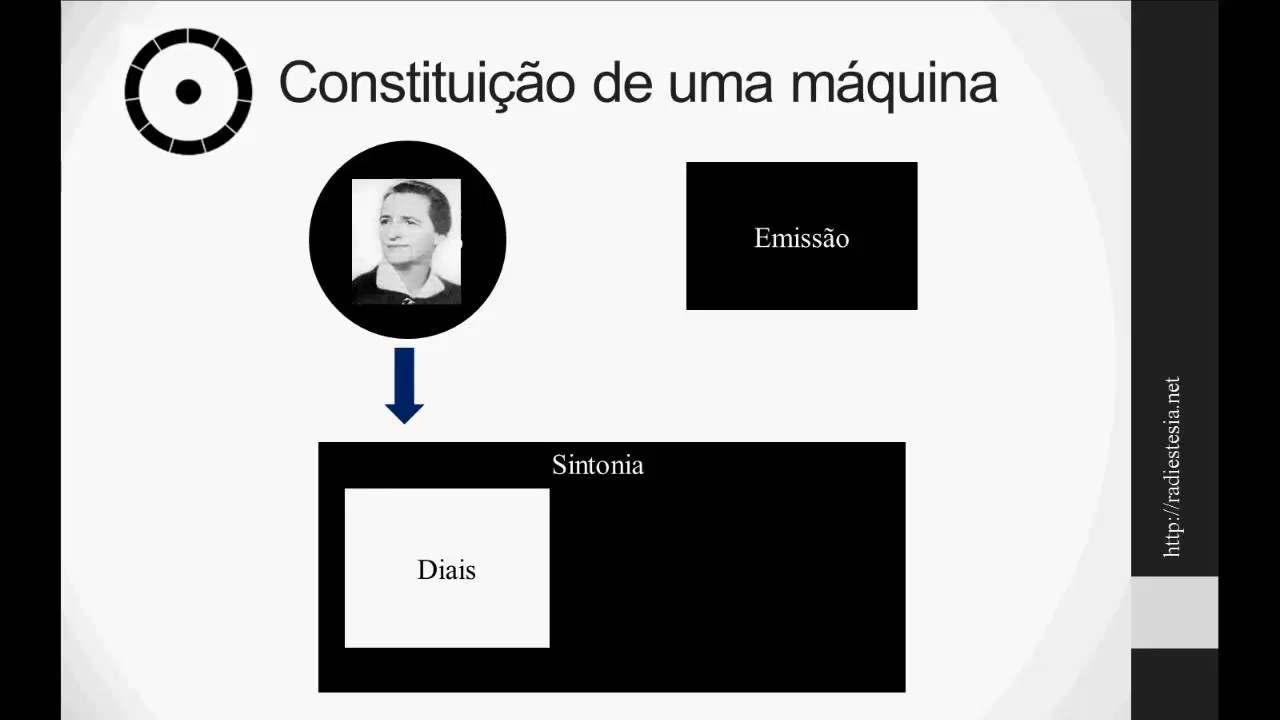 Constituição de uma máquina
Emissão
Sintonia
Diais
http://radiestesia.net